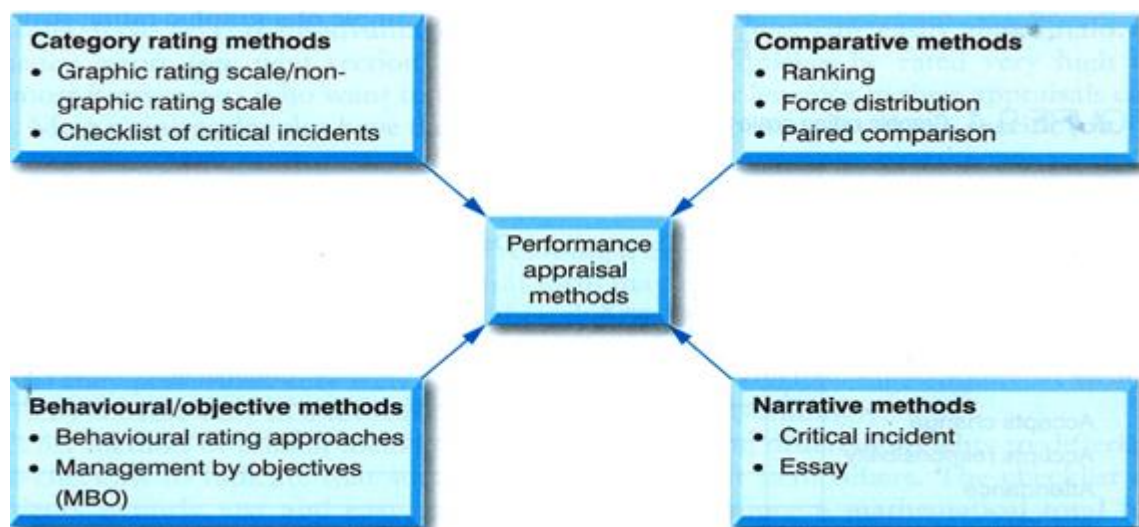 Category rating methods
• Graphic rating scale/non-
graphic rating scale
• Checklist of critical incidents
Comparative methods
• Ranking
• Force distribution
• Paired comparison
Performance
appraisal
methods
Behavioural/objective methods
• Behavioural rating approaches
• Management by objectives
(MBO)
Narrative methods
• Critical incident
• Essay